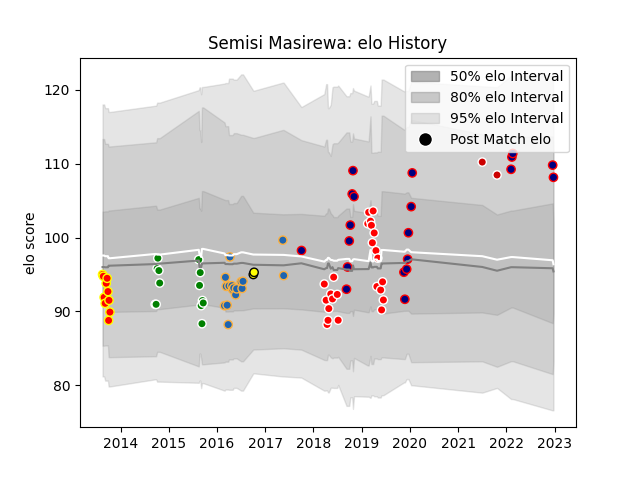 Semisi Masirewa: elo History
50% elo Interval
80% elo Interval
95% elo Interval
Post Match elo
elo score
120
110
100
90
80
2014 2015 2016 2017 2018 2019 2020 2021 2022 2023